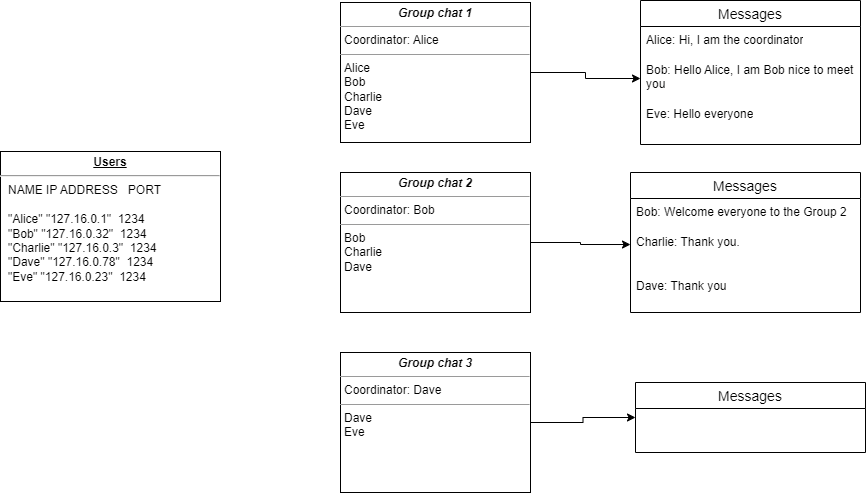 Users
NAME IP ADDRESS PORT
"Alice" "127.16.0.1" 1234
"Bob" "127.16.0.32" 1234
"Charlie" "127.16.0.3" 1234
"Dave" "127.16.0.78" 1234
"Eve" "127.16.0.23" 1234
Group chat 1
Coordinator: Alice
Alice
Bob
Charlie
Dave
Eve
Messages
Alice: Hi, I am the coordinator
Bob: Hello Alice, I am Bob nice to meet
you
Eve: Hello everyone
Group chat 2
Coordinator: Bob
Bob
Charlie
Dave
Messages
Bob: Welcome everyone to the Group 2
Charlie: Thank you.
Dave: Thank you
Group chat 3
Coordinator: Dave
Dave
Eve
Messages